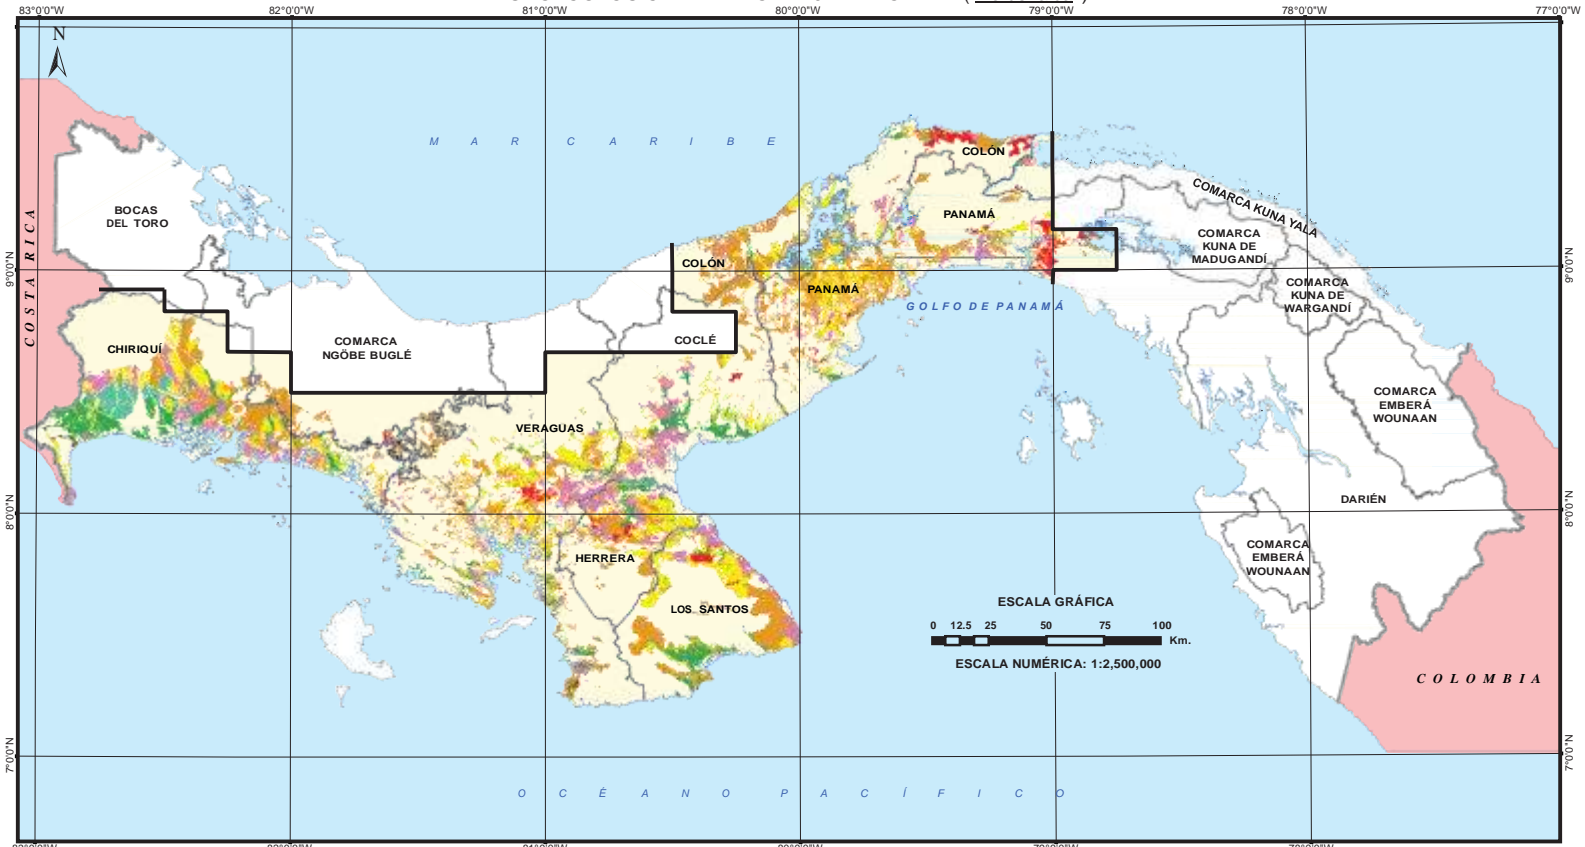 83°0'0"W 82°0'0"W 81°0'0"W 80°0'0"W 79°0'0"W 78°0'0"W 77°0'0"W
N
MAR CARIBE
COLÓN
COMARCA KUNA YALA
BOCAS
DEL TORO
PANAMÁ
COMARCA
KUNA DE
MADUGANDÍ
COSTA RICA
9°0'0"N
COLÓN
9°0'0"N
PANAMÁ
COMARCA
KUNA DE
WARGANDÍ
GOLFO DE PANAMÁ
CHIRIQUÍ
COMARCA
NGÖBE BUGLÉ
COCLÉ
COMARCA
EMBERÁ
WOUNAAN
VERAGUAS
8°0'0"N
DARIÉN
8°0'0"N
HERRERA
COMARCA
EMBERÁ
WOUNAAN
LOS SANTOS
ESCALA GRÁFICA
0 12.5 25 50 75 100
Km.
ESCALA NUMÉRICA: 1:2,500,000
COLOMBIA
7°0'0"N
7°0'0"N
OCÉANO PACÍFICO